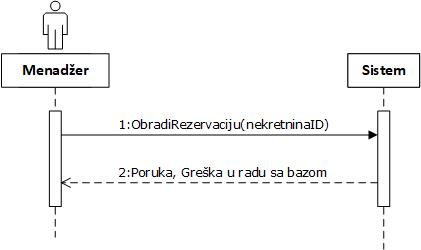 Menadžer
Sistem
1:ObradiRezervaciju(nekretninaID)
2:Poruka, Greška u radu sa bazom